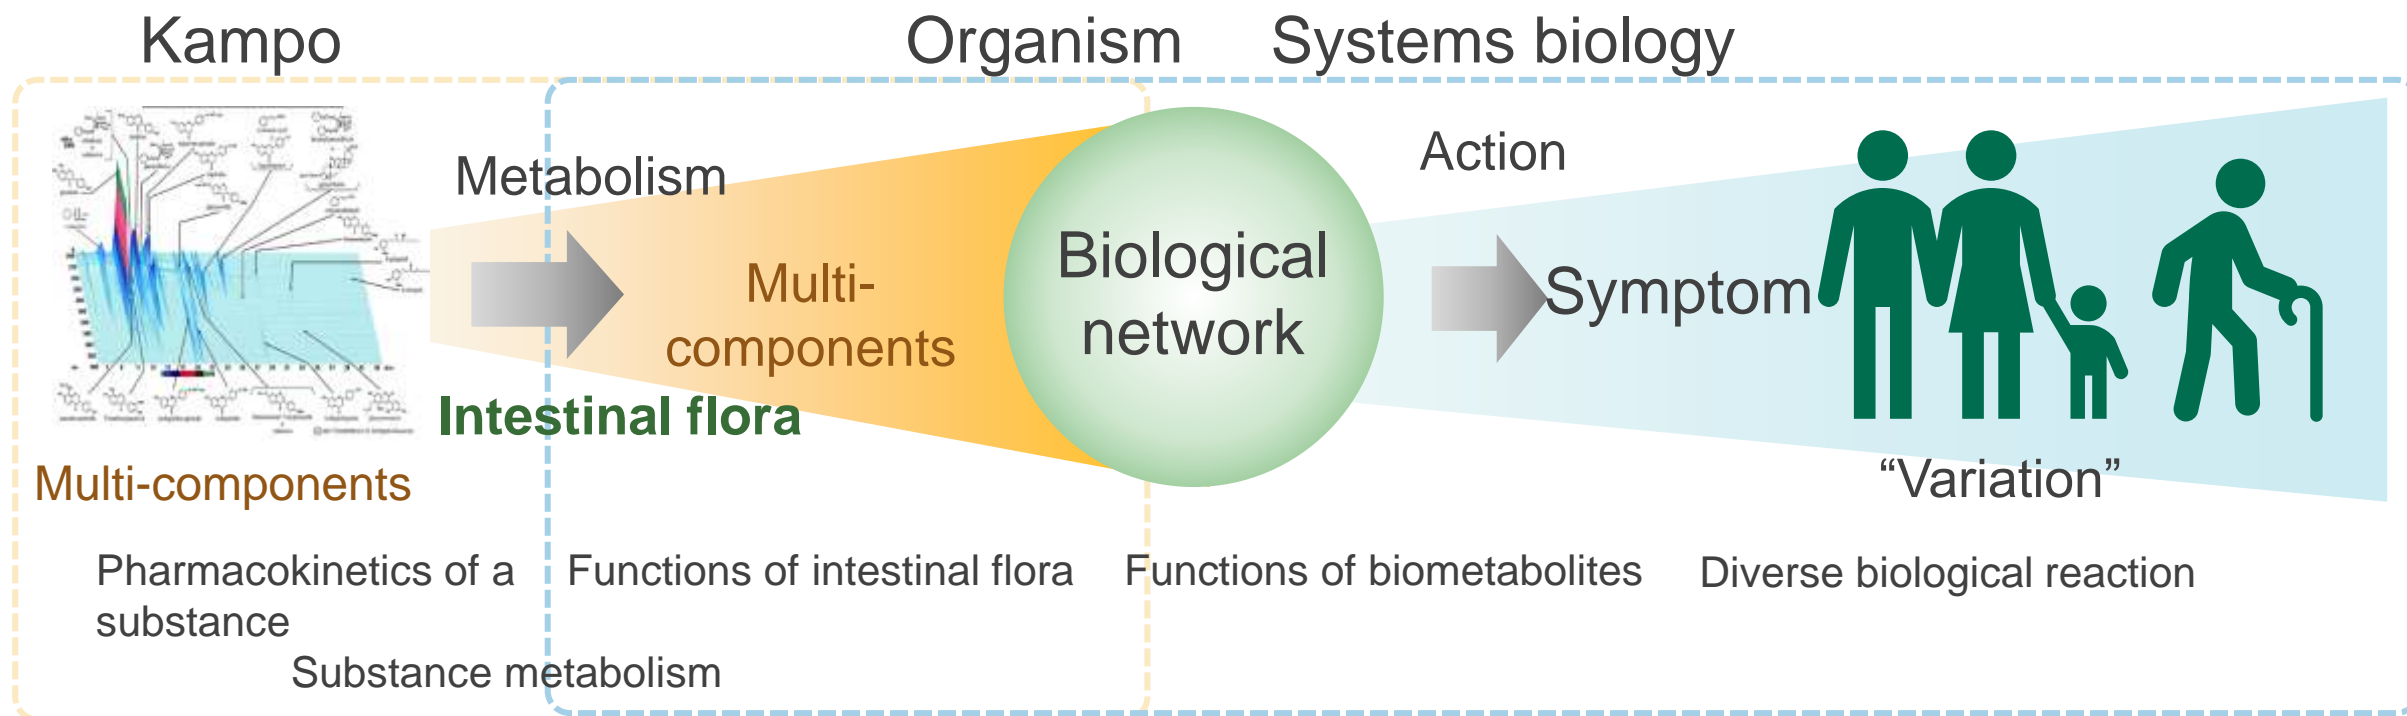 Kampo
Organism
Systems biology
Metabolism
Action
Multi-
components
Biological
network
Symptom
Intestinal flora
Multi-components
“Variation”
Pharmacokinetics of a
substance
Functions of intestinal flora
Functions of biometabolites
Diverse biological reaction
Substance metabolism